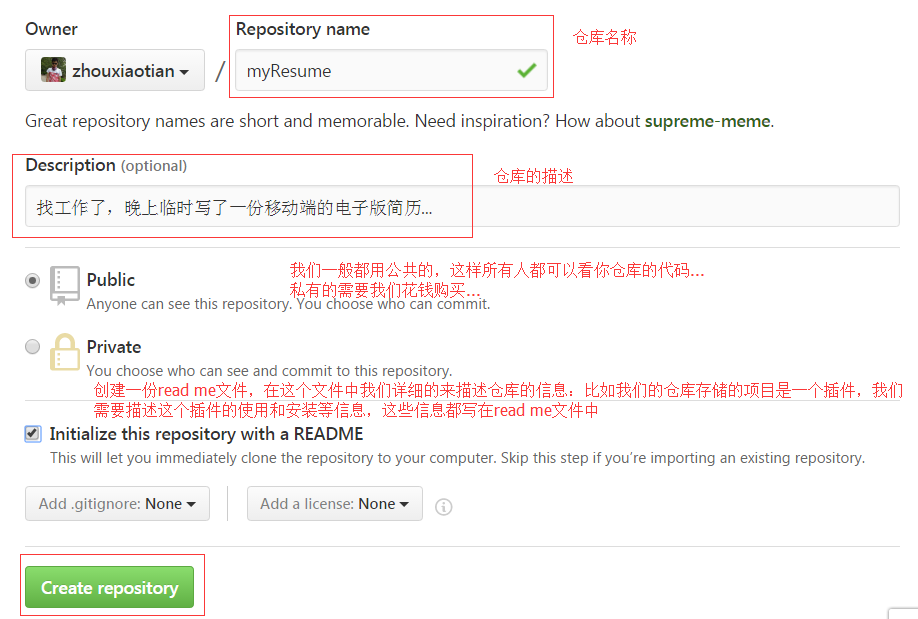 Owner
Repository name
仓库名称
zhouxiaotian
/
myResume
Great repository names are short and memorable. Need inspiration? How about supreme-meme.
Description (optional)
仓库的描述
找工作了，晚上临时写了一份移动端的电子版简历...
我们一般都用公共的，这样所有人都可以看你仓库的代码...
Public
私有的需要我们花钱购买...
Anyone can see this repository. You choose who can commit.
Private
You choose who can see and commit to this repository.
创建一份read me文件，在这个文件中我们详细的来描述仓库的信息：比如我们的仓库存储的项目是一个插件，我们
需要描述这个插件的使用和安装等信息，这些信息都写在read me文件中
Initialize this repository with a README
This will let you immediately clone the repository to your computer. Skip this step if you’re importing an existing repository.
Add .gitignore: None
Add a license: None
Create repository